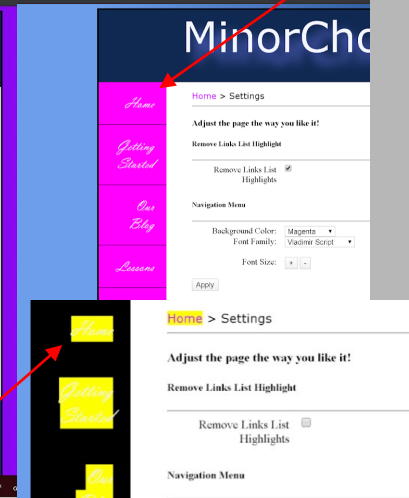 MinorCho
Home
Getting
Started
Our
Blog
Lessons
Home > Settings
Adjust the page the way you like it!
Remove Links List Highlight
Remove Links List
Highlights
Navigation Menu
Background Color: Magenta
Font Family: Vladimir Script
Font Size: + -
Apply
Home
Getting
Started
Our
Home > Settings
Adjust the page the way you like it!
Remove Links List Highlight
Remove Links List
Highlights
Navigation Menu